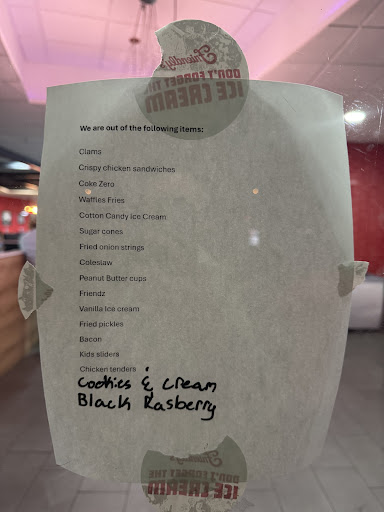 Friendly's
DON'T FORGET THE
ICE CREAM
We are out of the following items:
Clams
Crispy chicken sandwiches
Coke Zero
Waffles Fries
Cotton Candy Ice Cream
Sugar cones
Fried onion strings
Coleslaw
Peanut Butter cups
Friendz
Vanilla Ice cream
Fried pickles
Bacon
Kids sliders
Chicken tenders
Cookies & Cream
Black Rasberry
Friendly's
DON'T FORGET THE
ICE CREAM